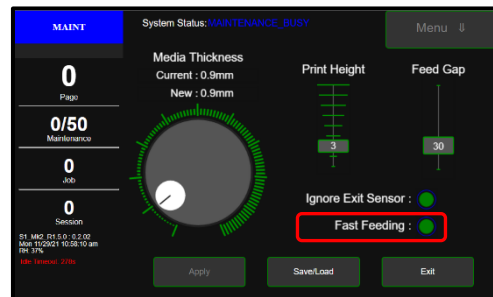 MAINT
System Status: MAINTENANCE_BUSY
Menu ⇓
0
Page
0/50
Maintenance
0
Job
0
Session
S1_Mk2_R1.5.0 : 0.2.02
Mon 11/29/21 10:58:10 am
RH: 37%
Idle Timeout: 220s
Media Thickness
Current : 0.9mm
New : 0.9mm
Print Height
3
Feed Gap
30
Ignore Exit Sensor :
Fast Feeding :
Apply
Save/Load
Exit